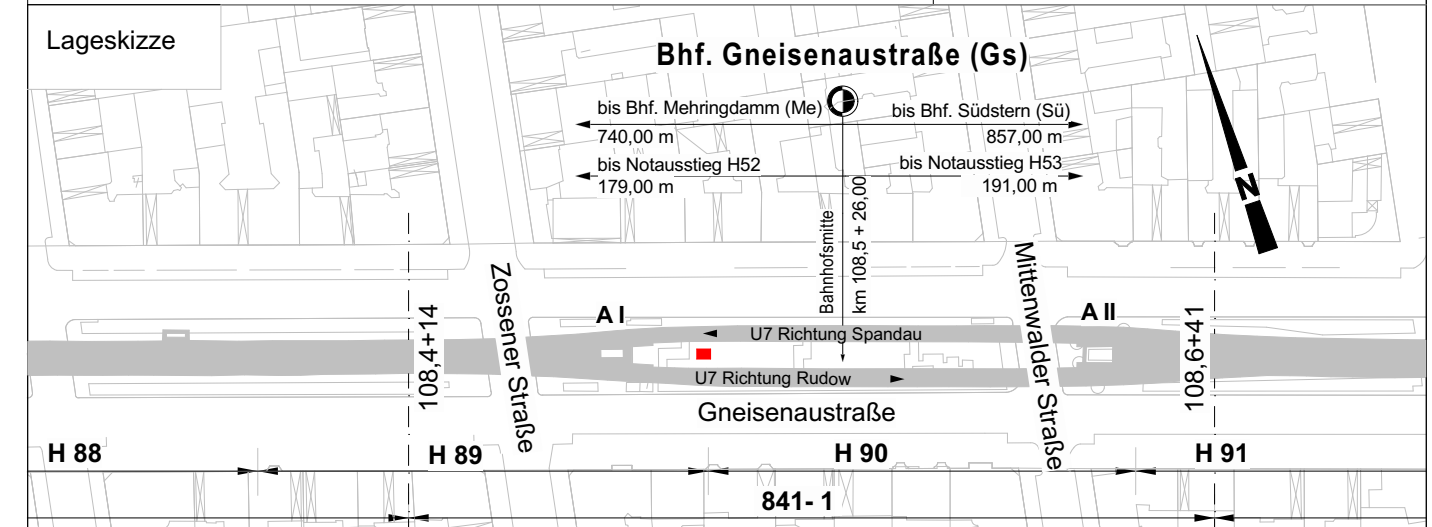 Lageskizze
Bhf. Gneisenaustraße (Gs)
bis Bhf. Mehringdamm (Me)
bis Bhf. Südstern (Sü)
740,00 m
857,00 m
bis Notausstieg H52
bis Notausstieg H53
179,00 m
191,00 m
N
Bahnhofsmitte
km 108,5 + 26,00
Zossener Straße
Mittenwalder Straße
A I
A II
U7 Richtung Spandau
U7 Richtung Rudow
108,4+14
108,6+41
Gneisenaustraße
H 88
H 89
H 90
H 91
841- 1